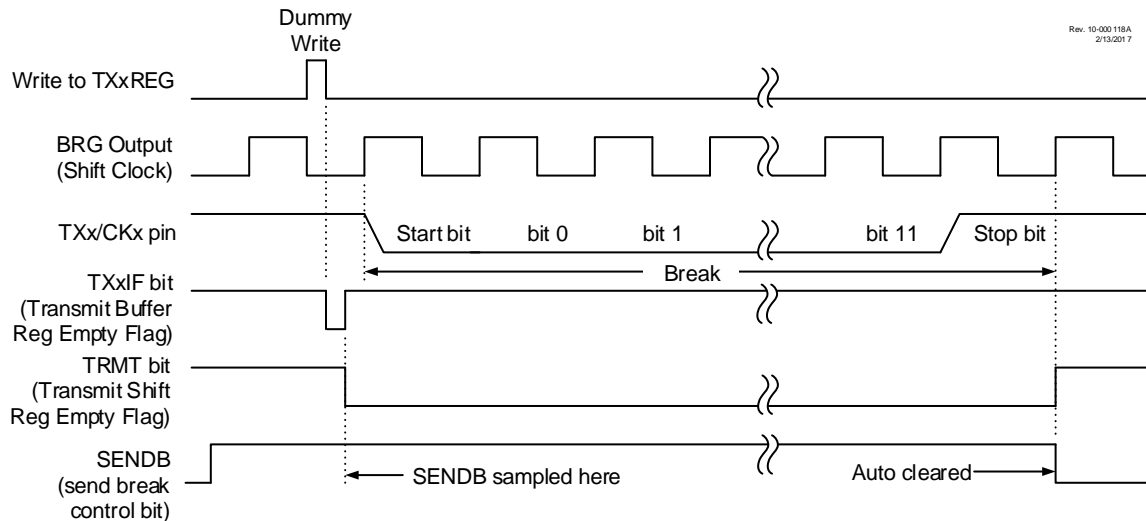 Dummy
Write
Rev. 10-000 118A
2/13/201 7
Write to TXxREG
BRG Output
(Shift Clock)
TXx/CKx pin
Start bit
bit 0
bit 1
bit 11
Stop bit
Break
TXxIF bit
(Transmit Buffer
Reg Empty Flag)
TRMT bit
(Transmit Shift
Reg Empty Flag)
SENDB
(send break
control bit)
SENDB sampled here
Auto cleared